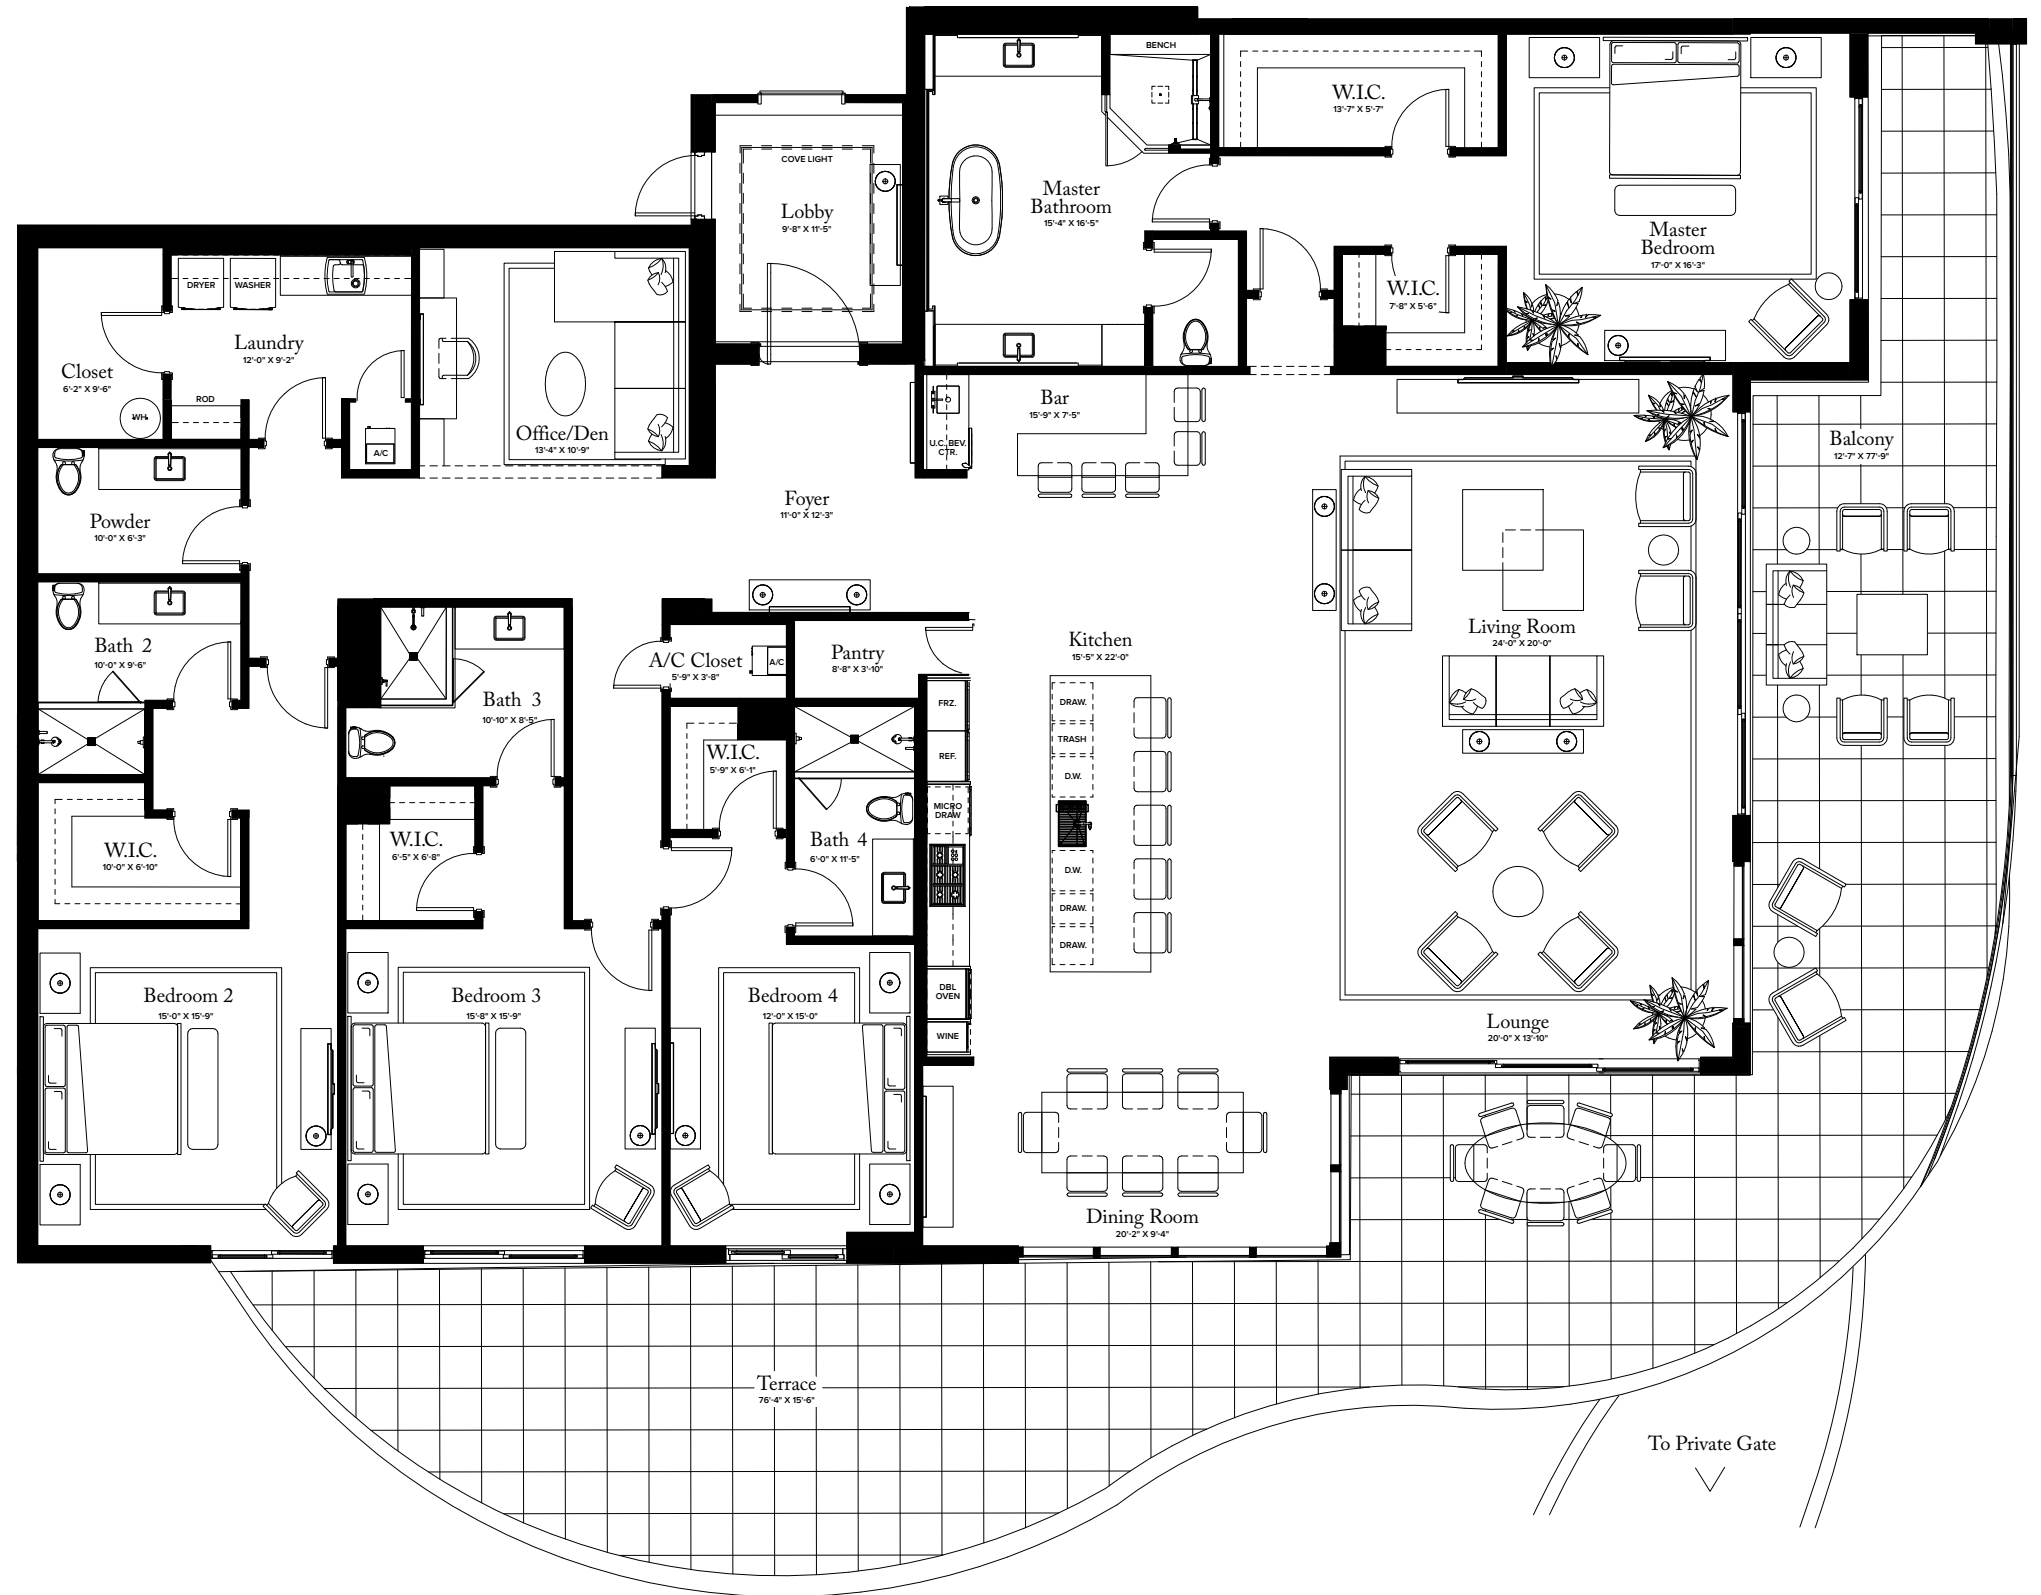 BENCH
W.I.C.
13'-7" X 5'-7"
COVE LIGHT
Lobby
9'-8" X 11'-5"
Master
Bathroom
15'-4" X 16'-5"
Master
Bedroom
17'-0" X 16'-3"
W.I.C.
7'-8" X 5'-6"
DRYER
WASHER
Laundry
12'-0" X 9'-2"
Closet
6'-2" X 9'-6"
WH
ROD
A/C
Office/Den
13'-4" X 10'-9"
Bar
15'-9" X 7'-5"
U.C. BEV.
CTR.
Balcony
12'-7" X 77'-9"
Powder
10'-0" X 6'-3"
Foyer
11'-0" X 12'-3"
Bath 2
10'-0" X 9'-6"
Bath 3
10'-10" X 8'-5"
A/C Closet
5'-9" X 3'-8"
A/C
Pantry
8'-8" X 3'-10"
Kitchen
15'-5" X 22'-0"
Living Room
24'-0" X 20'-0"
FRZ.
REF.
MICRO
DRAW
DRAW.
TRASH
D.W.
D.W.
DRAW.
DRAW.
W.I.C.
5'-9" X 6'-1"
W.I.C.
10'-0" X 6'-10"
W.I.C.
6'-5" X 6'-8"
Bath 4
6'-0" X 11'-5"
Bedroom 2
15'-0" X 15'-9"
Bedroom 3
15'-8" X 15'-9"
Bedroom 4
12'-0" X 15'-0"
DBL
OVEN
WINE
Lounge
20'-0" X 13'-10"
Dining Room
20'-2" X 9'-4"
Terrace
76'-4" X 15'-6"
To Private Gate